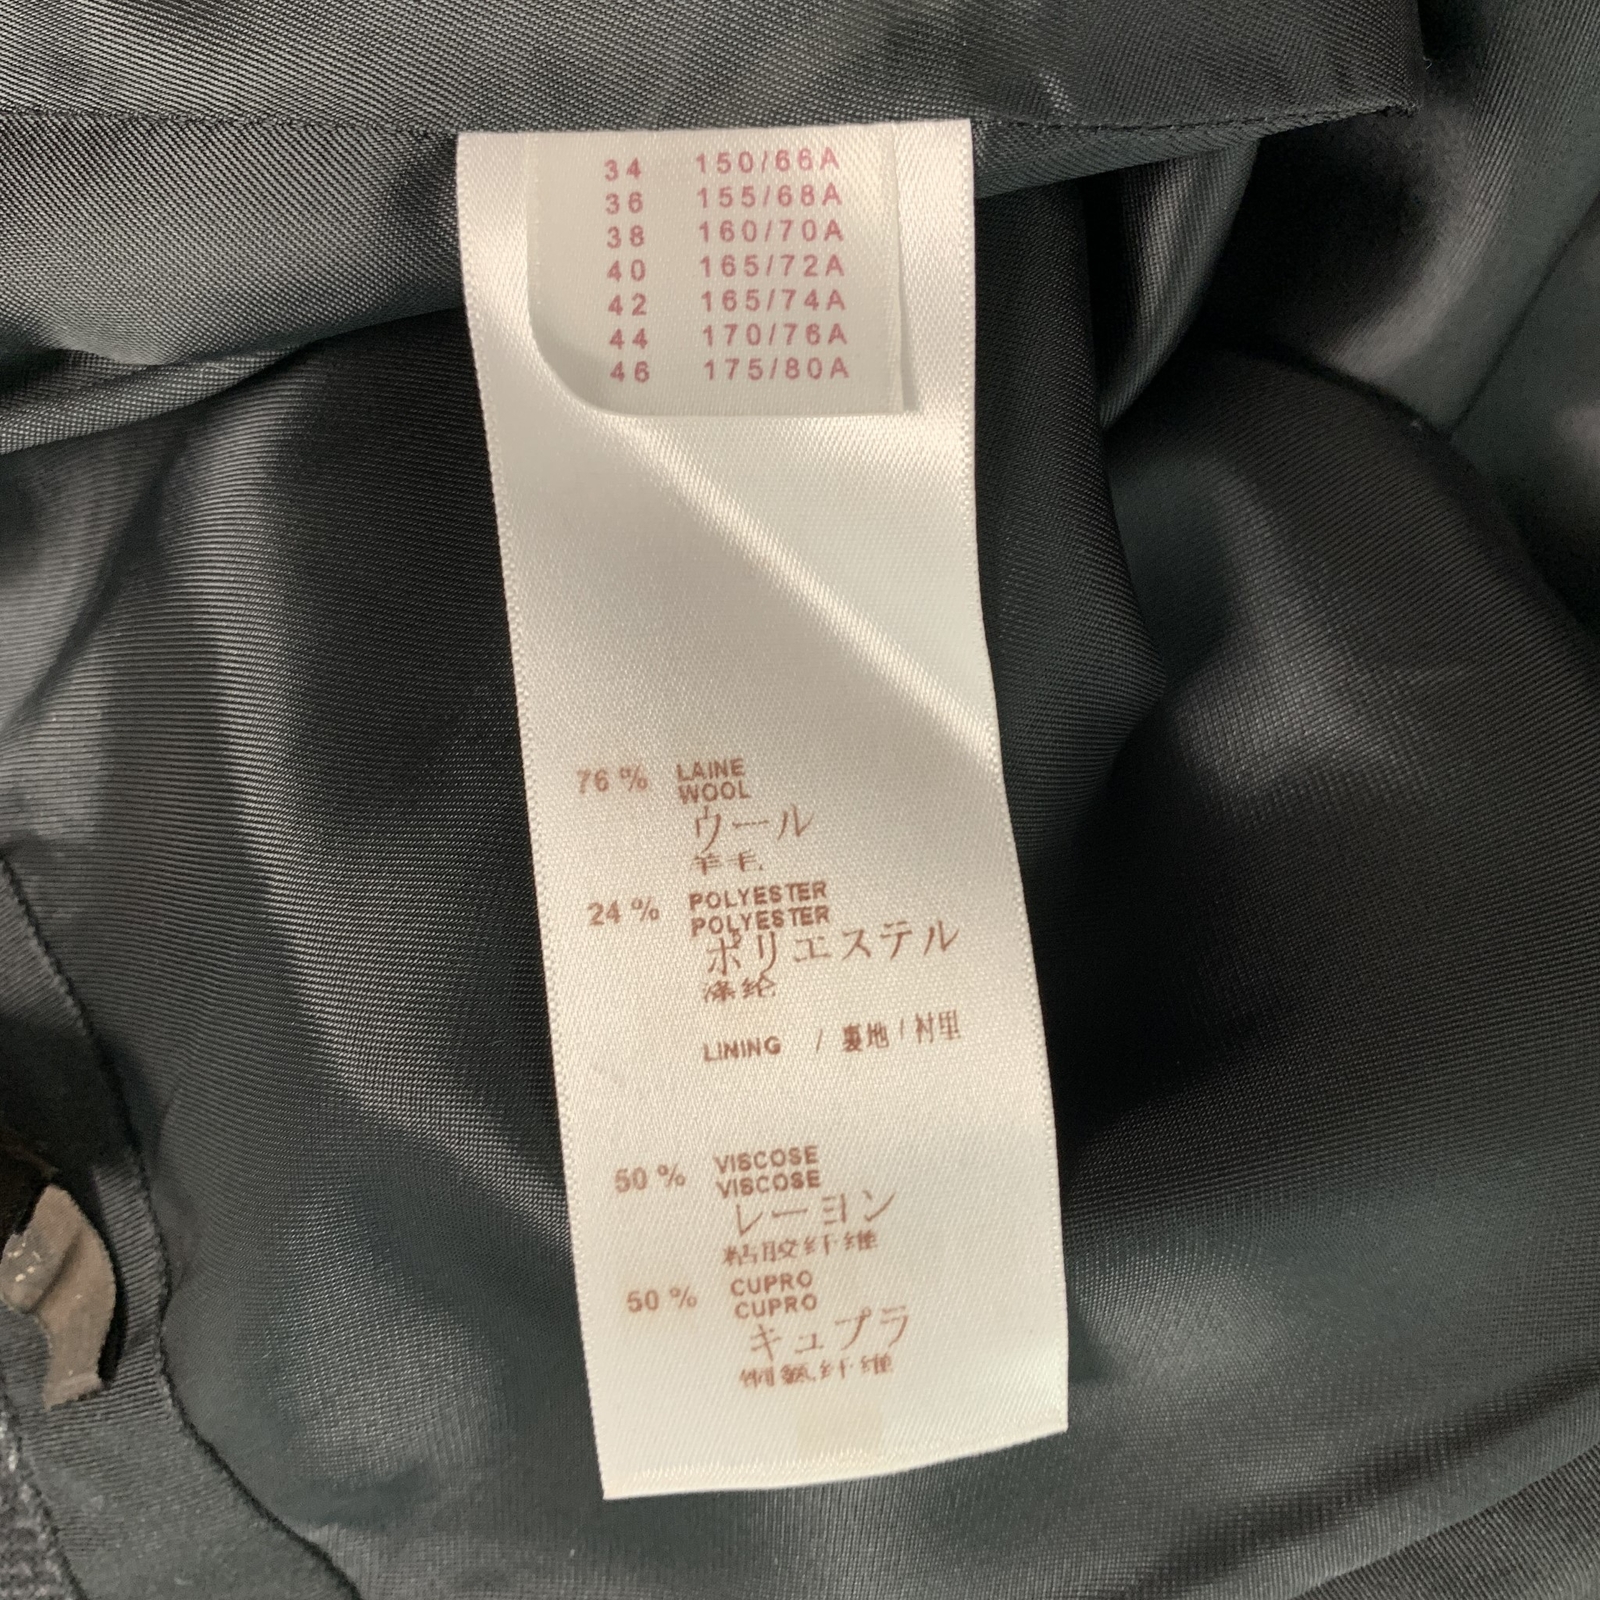 34 150/66A
36 155/68A
38 160/70A
40 165/72A
42 165/74A
44 170/76A
46 175/80A
76 % LAINE
WOOL
ウール
羊毛
24 % POLYESTER
POLYESTER
ポリエステル
涤纶
LINING / 裏地 / 衬里
50 % VISCOSE
VISCOSE
レーヨン
粘胶纤维
50 % CUPRO
CUPRO
キュプラ
铜氨纤维